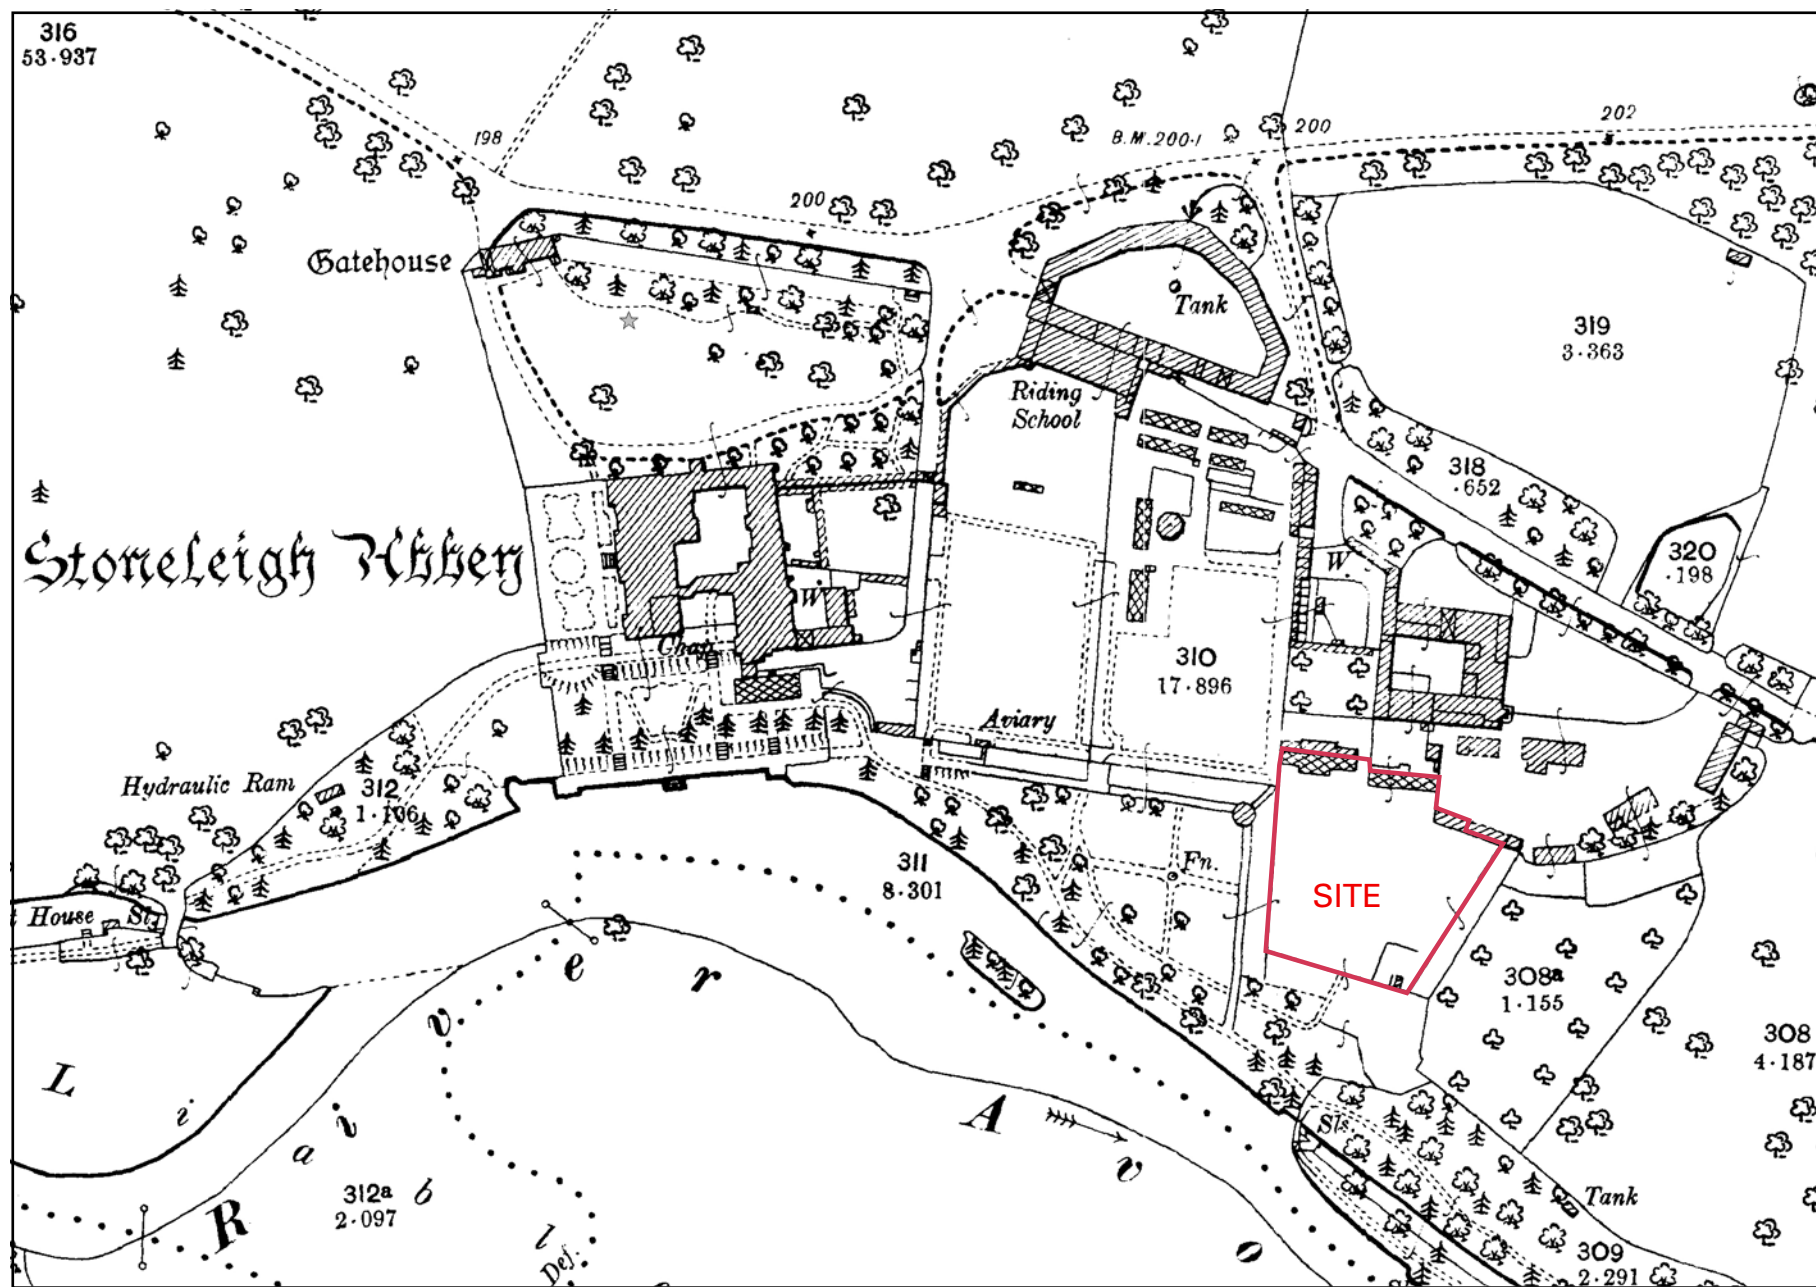 316
53·937
198
200
B.M. 200·1
200
202
Gatehouse
Tank
319
3·363
Riding
School
318
·652
320
·198
Stoneleigh Abbey
W.
W.
Chap.
310
17·896
Aviary
Hydraulic Ram
312
1·106
311
8·301
Fn.
SITE
t House
Sl.
308a
1·155
308
4·187
River Avo
L
i
a
b
l
312a
2·097
Def.
Sls.
Tank
309
2·291